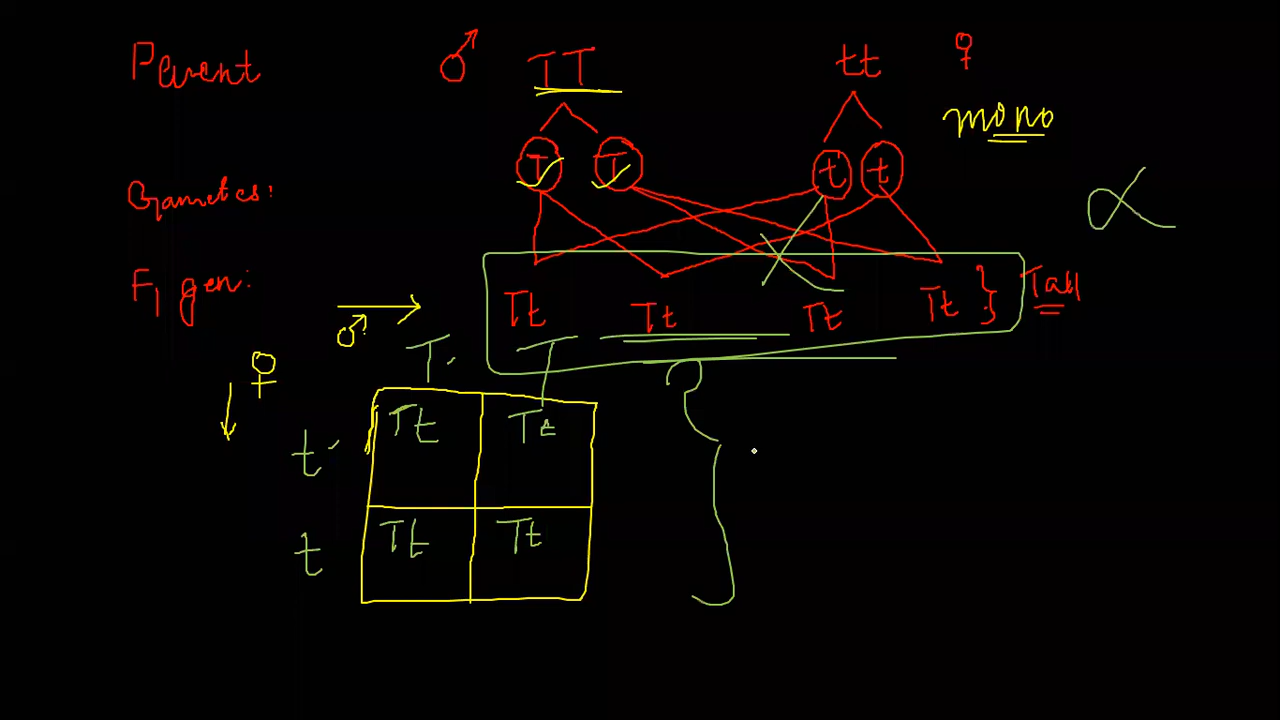 Parent ♂ TT tt ♀
mono
Gametes: T T t t
F1 gen: Tt Tt Tt Tt } Tall
♂
T T
♀
t Tt Tt
t Tt Tt